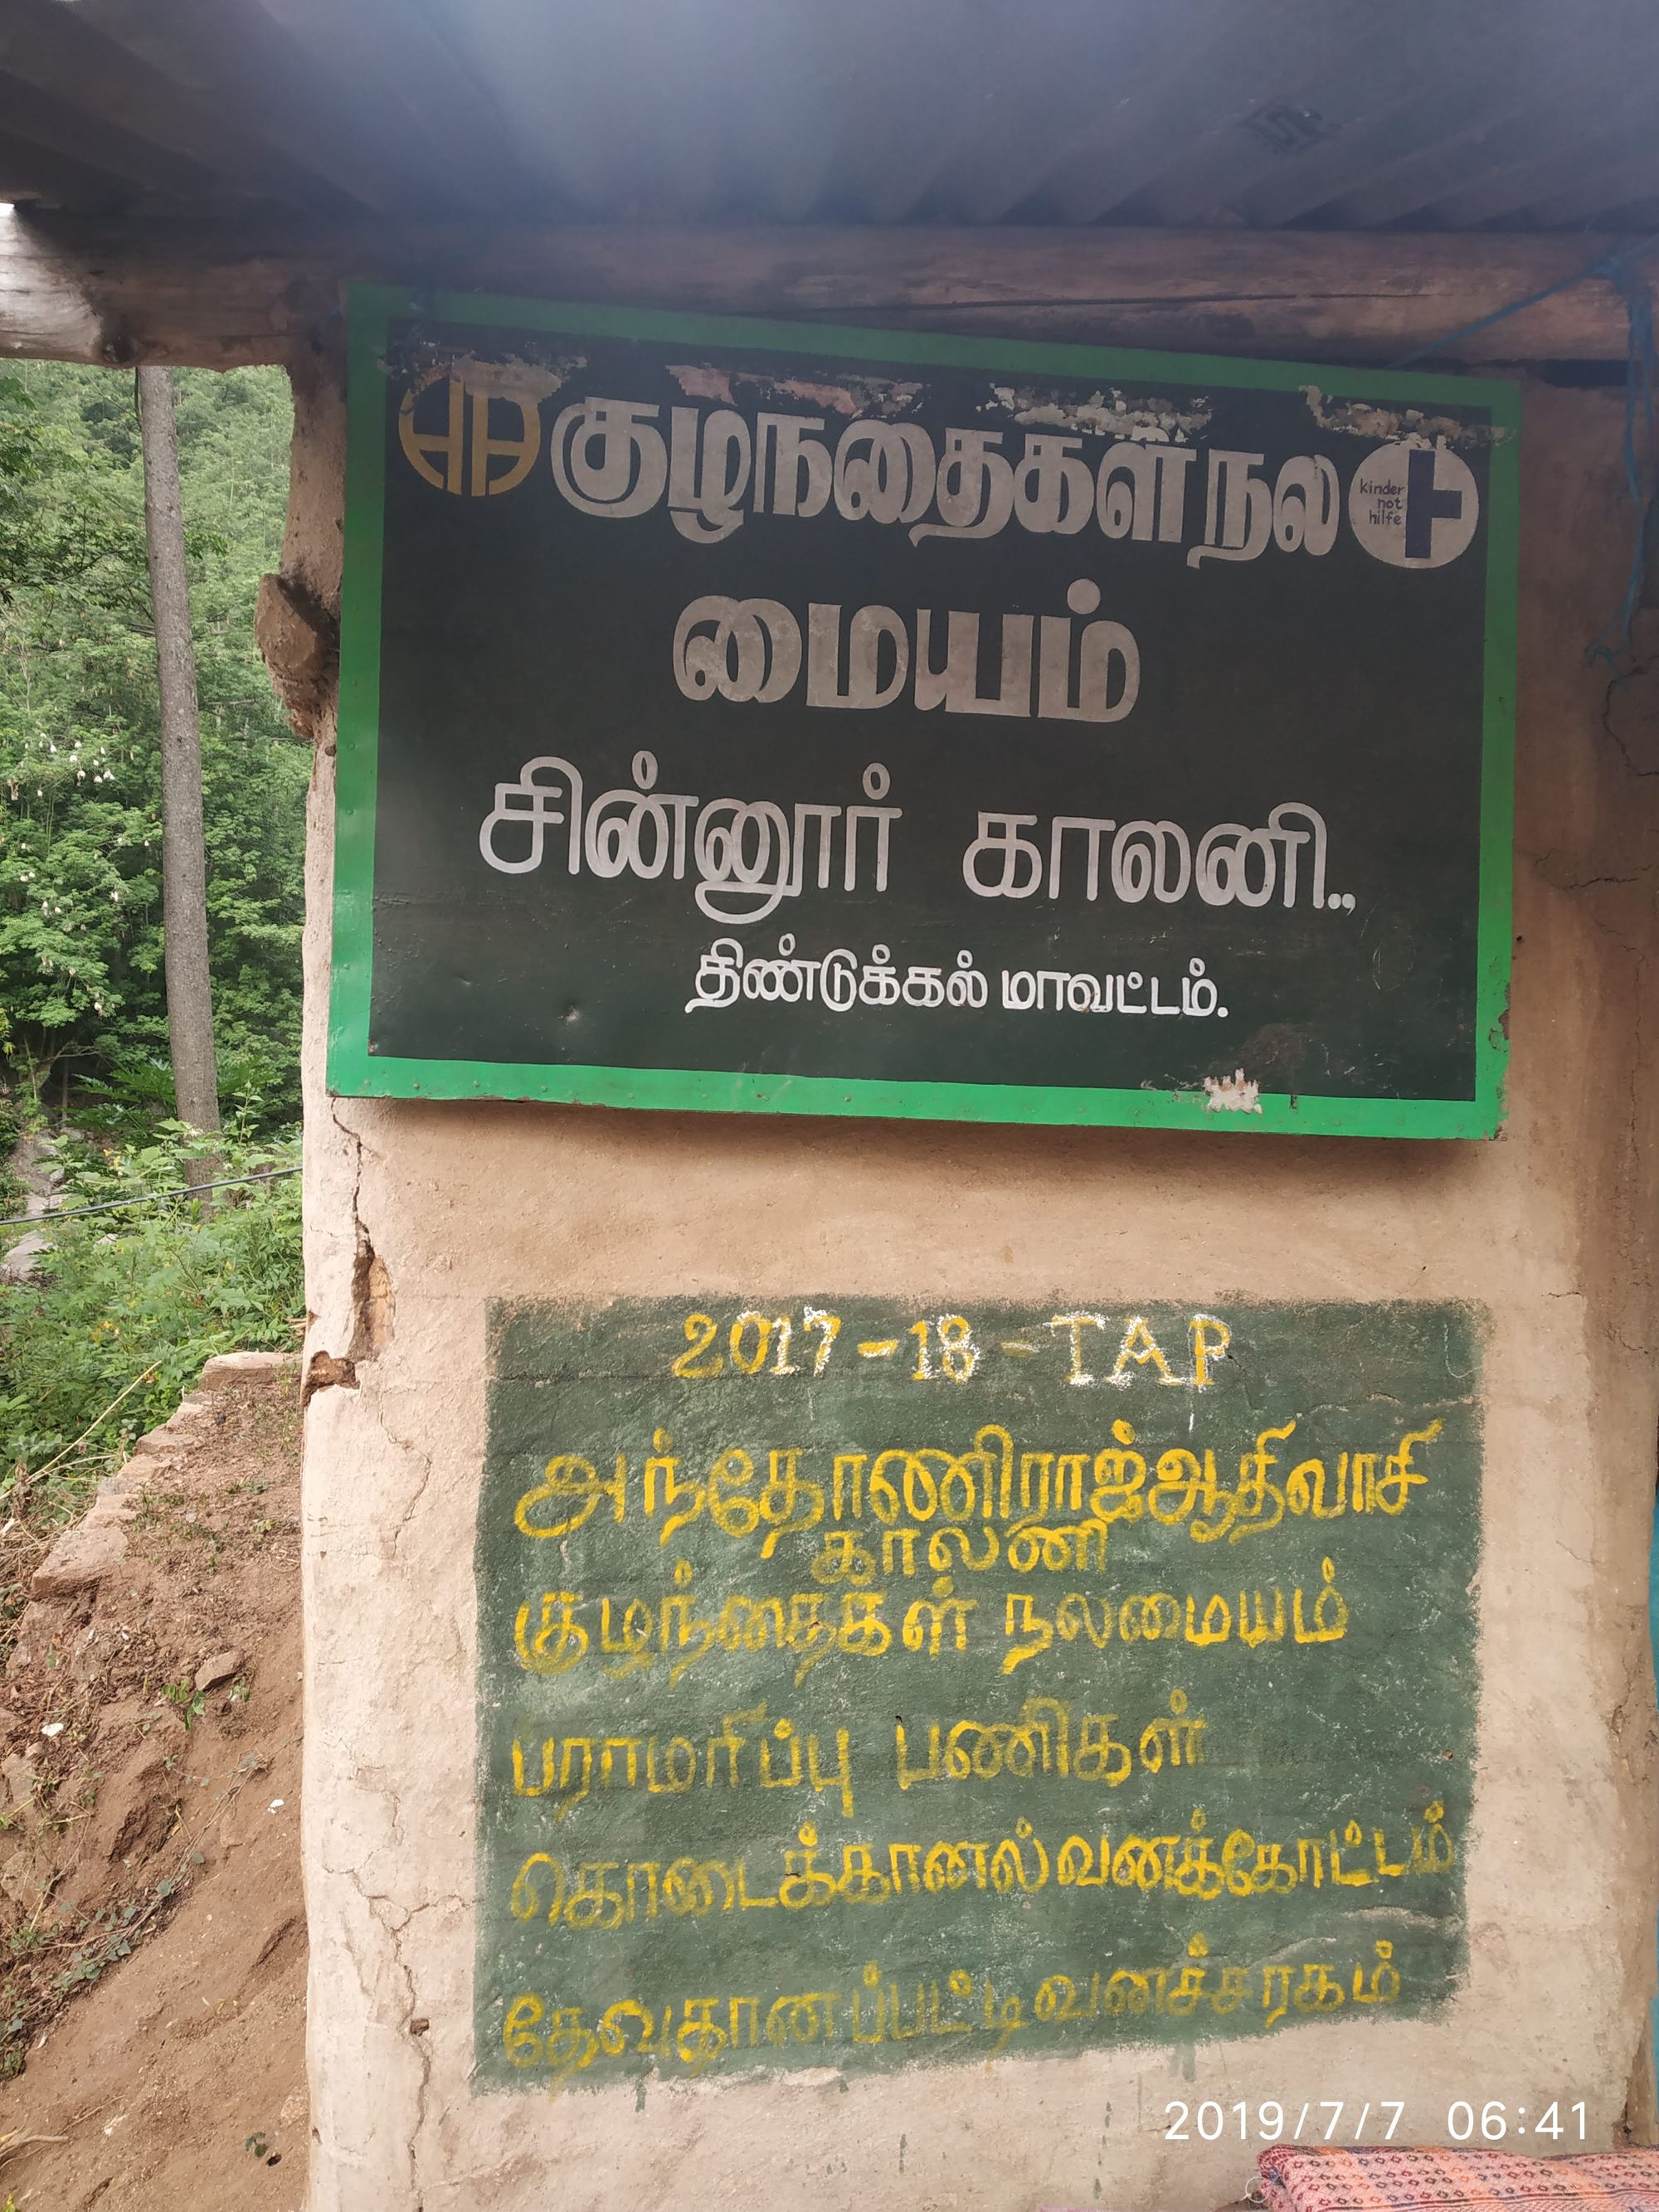 குழநதைகள நல
kinder
not
hilfe
மையம்
சின்னூர் காலனி..,
திண்டுக்கல் மாவட்டம்.
2017-18-TAP
அந்தோணிராஜ்ஆதிவாசி
காலணி
குழந்தைகள் நலமையம்
பராமரிப்பு பணிகள்
கொடைக்கானல்வனக்கோட்டம்
தேவதானப்பட்டிவனச்சரகம்
2019/7/7 06:41